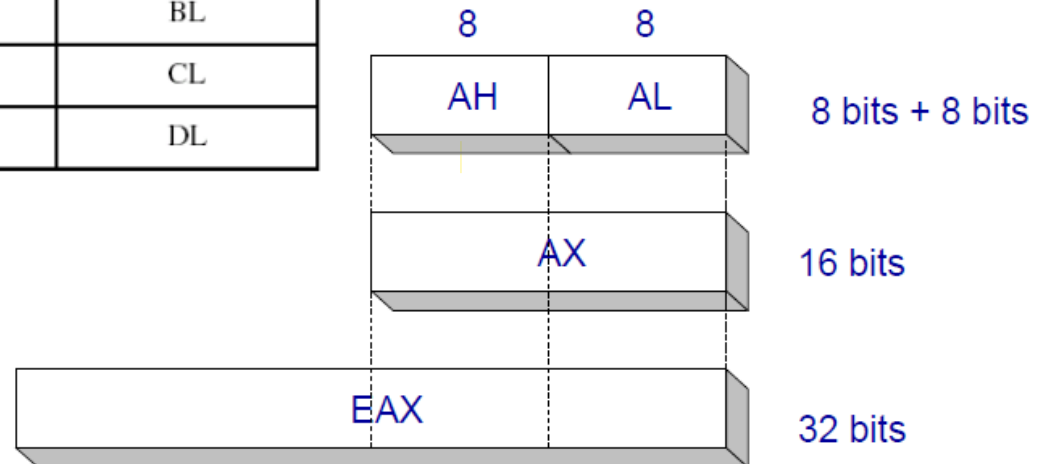 BL
CL
DL
8 8
AH AL 8 bits + 8 bits
AX 16 bits
EAX 32 bits